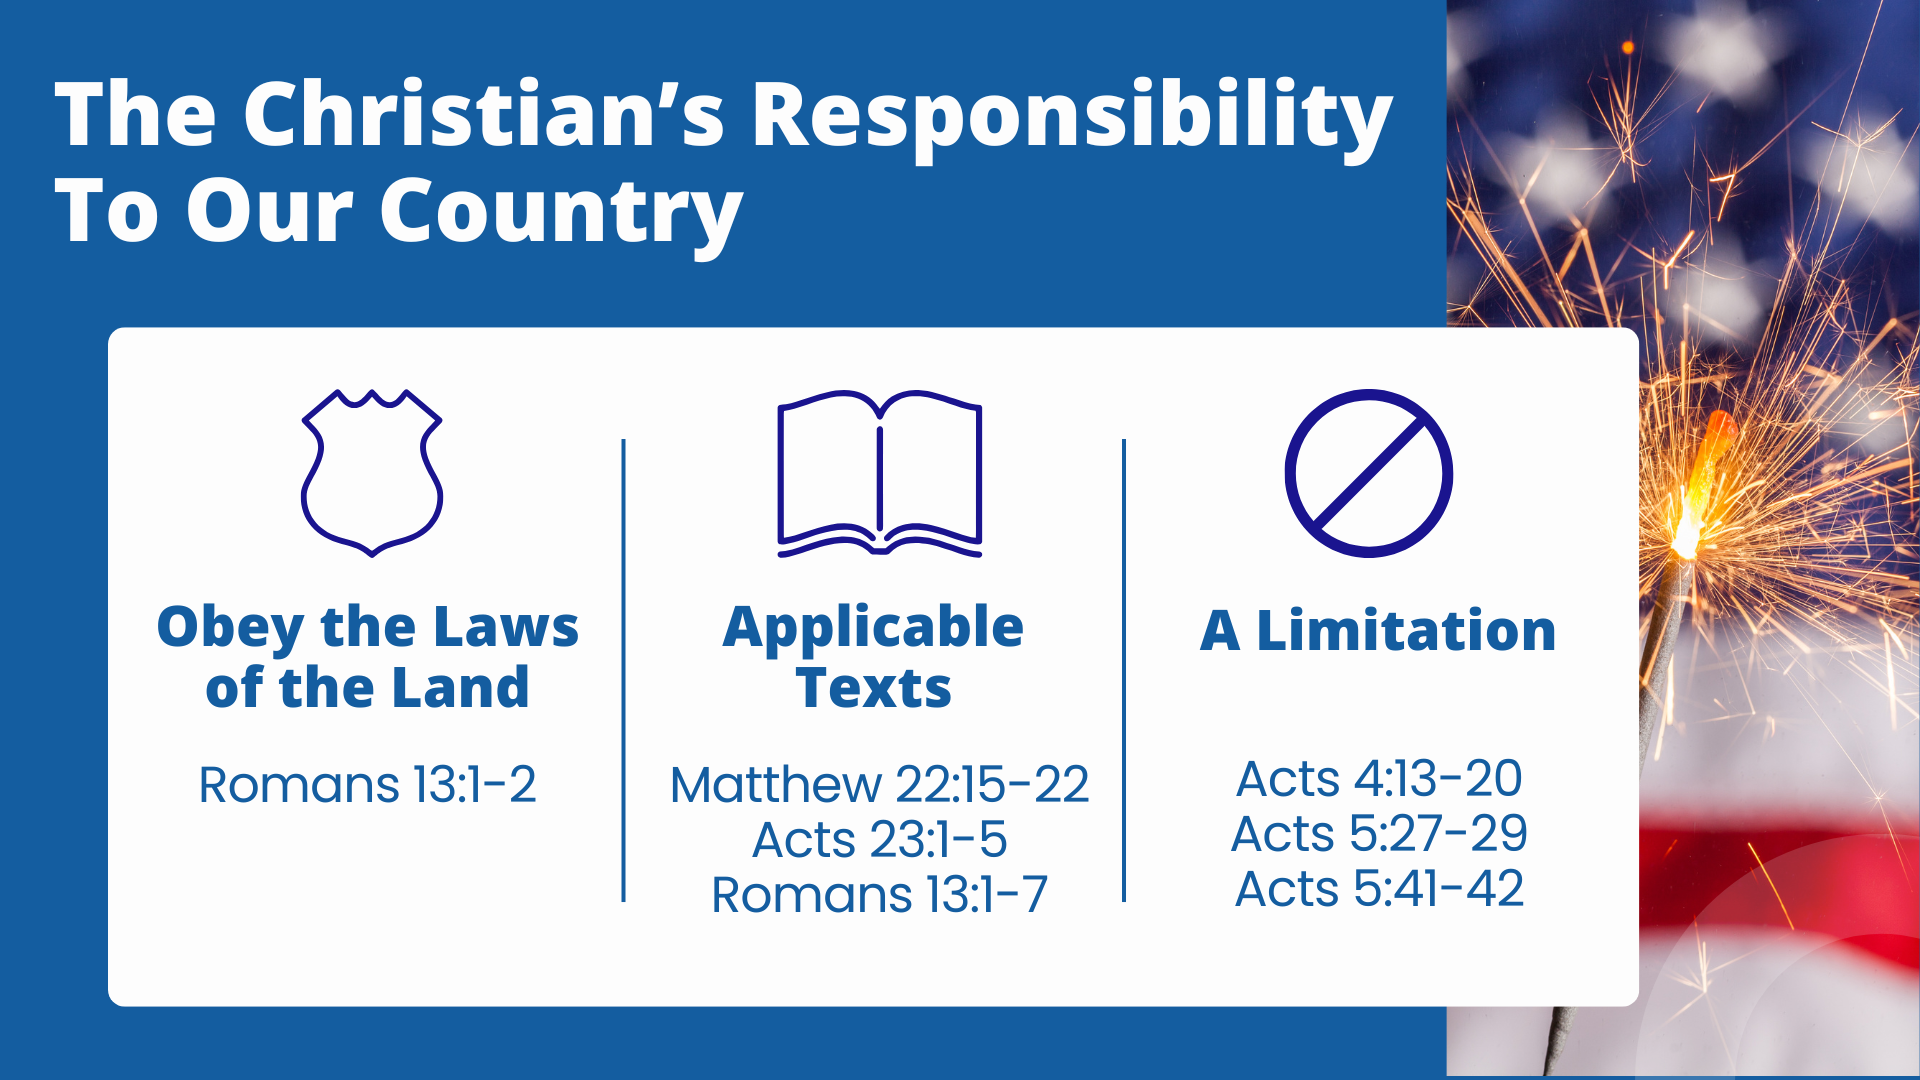 The Christian’s Responsibility
To Our Country
Obey the Laws
of the Land
Romans 13:1-2
Applicable
Texts
Matthew 22:15-22
Acts 23:1-5
Romans 13:1-7
A Limitation
Acts 4:13-20
Acts 5:27-29
Acts 5:41-42